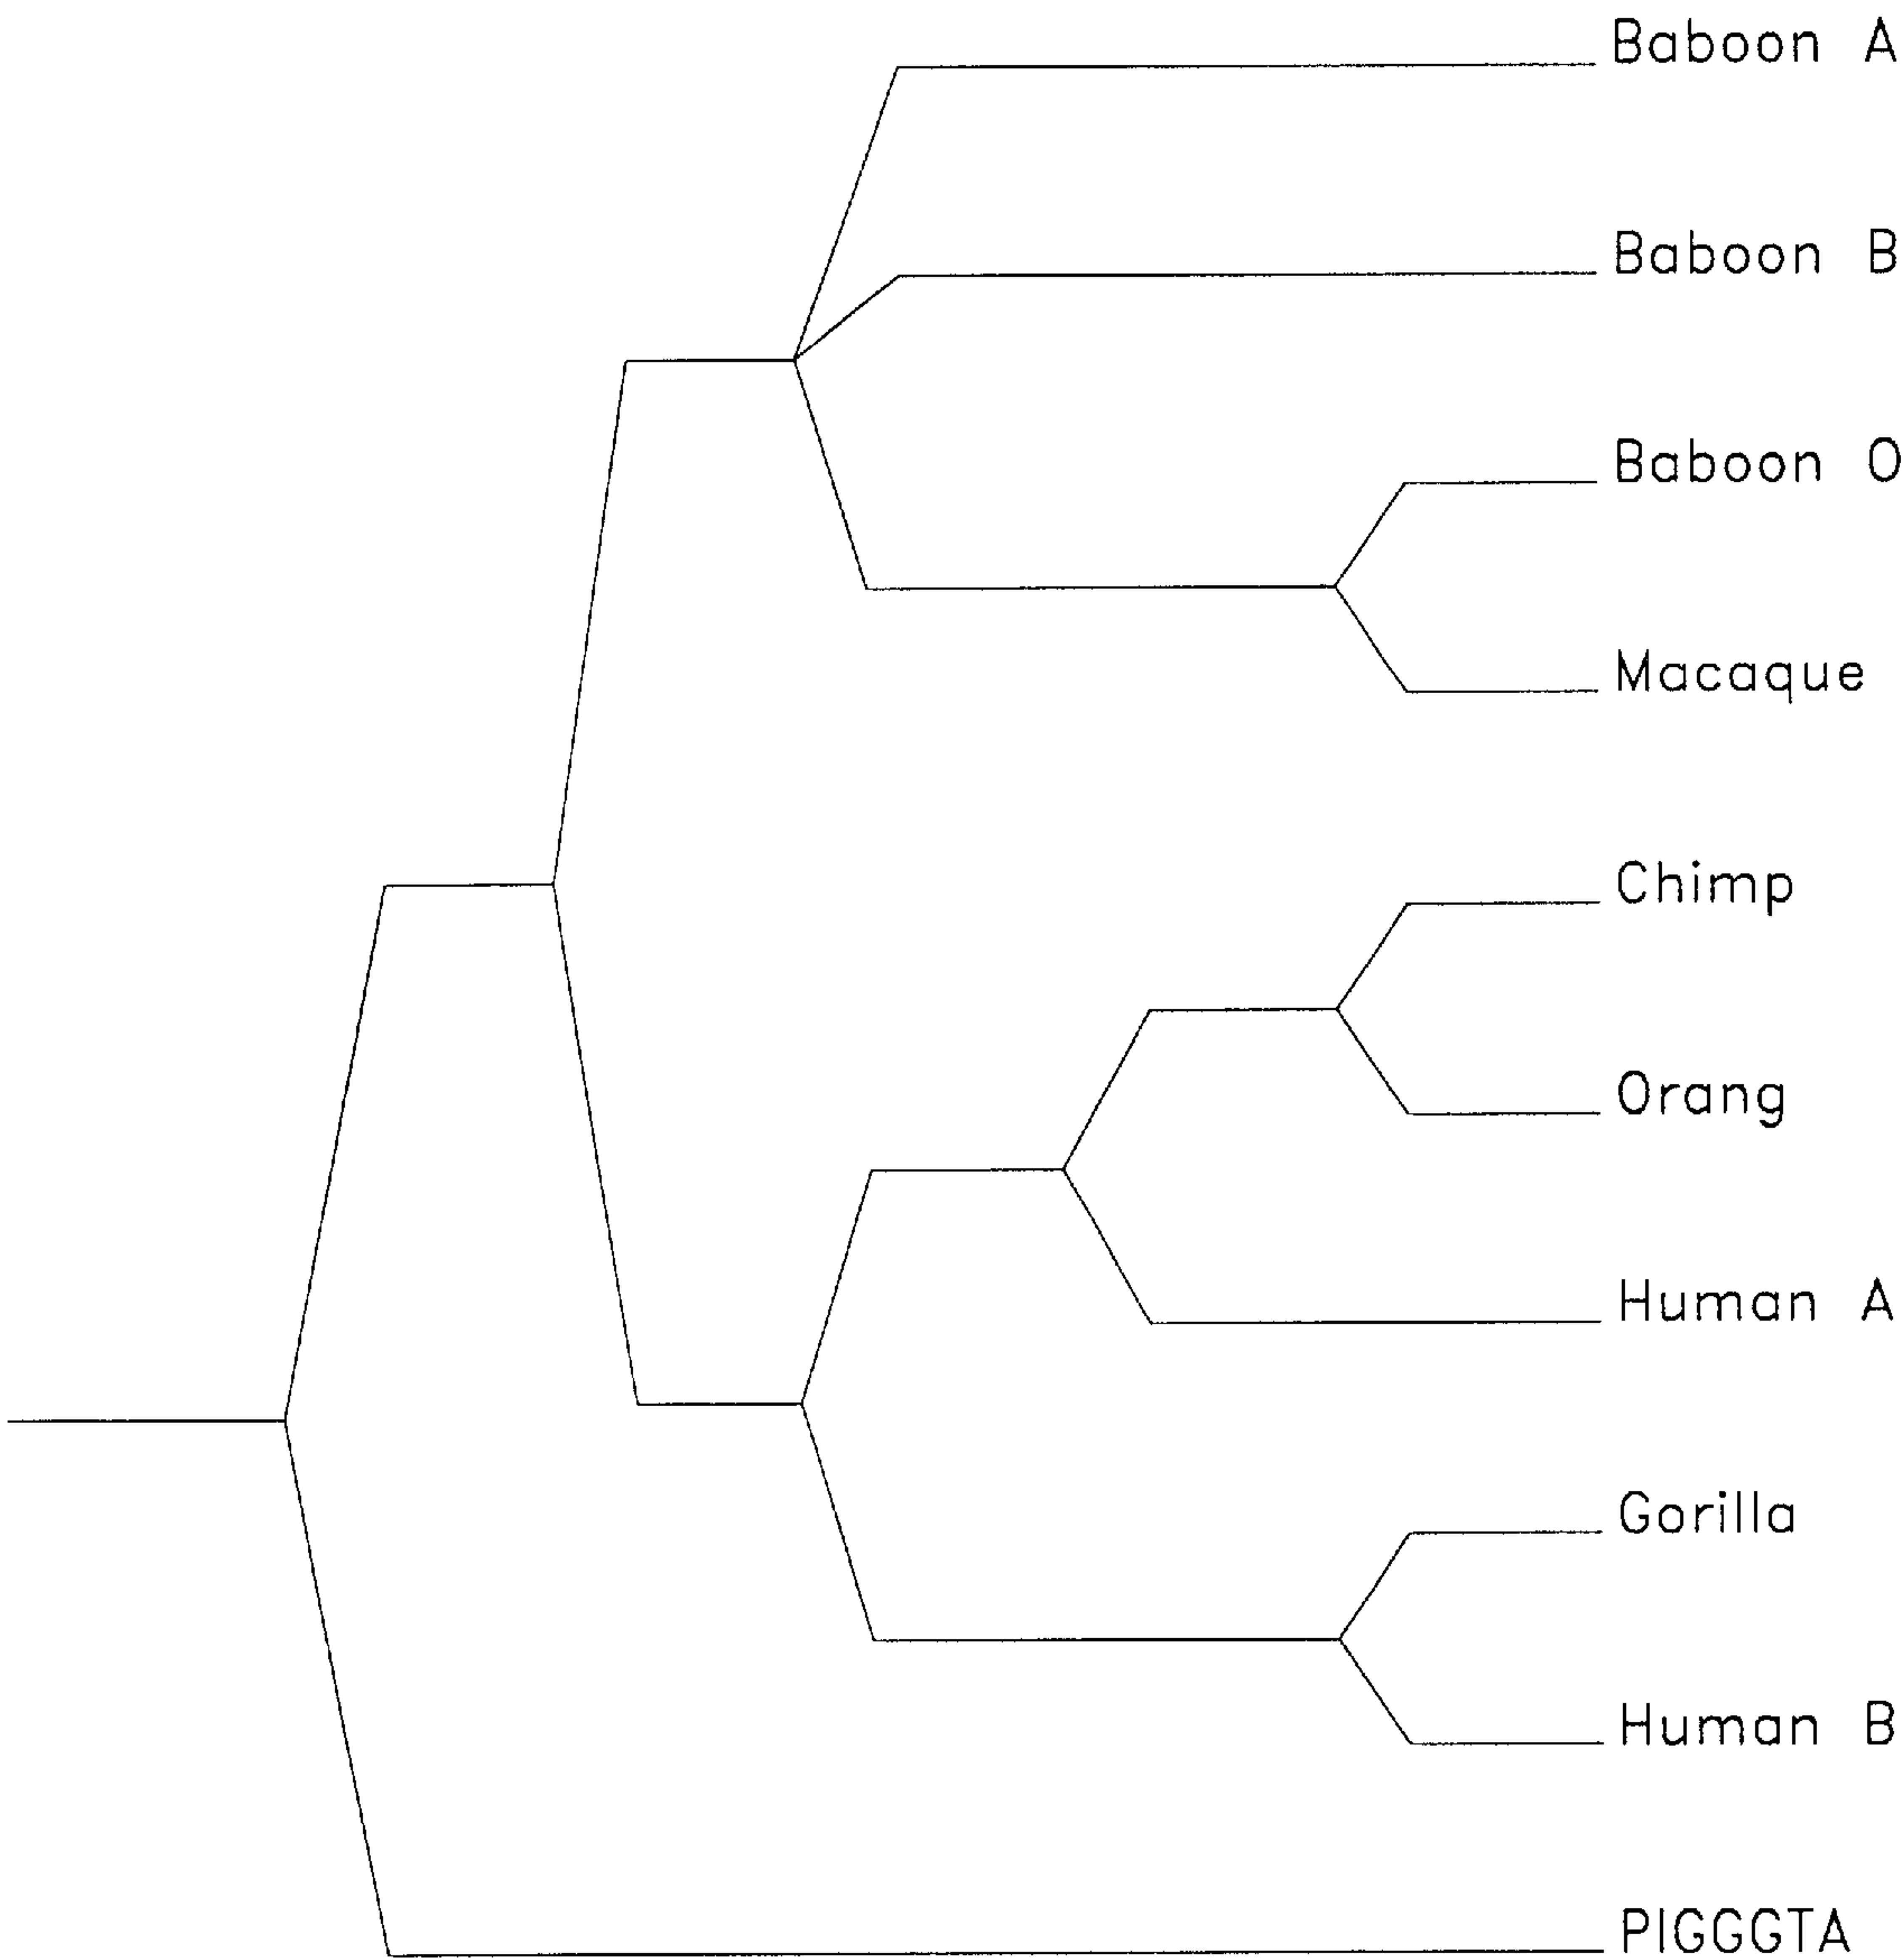 Baboon A
Baboon B
Baboon O
Macaque
Chimp
Orang
Human A
Gorilla
Human B
PIGGGTA